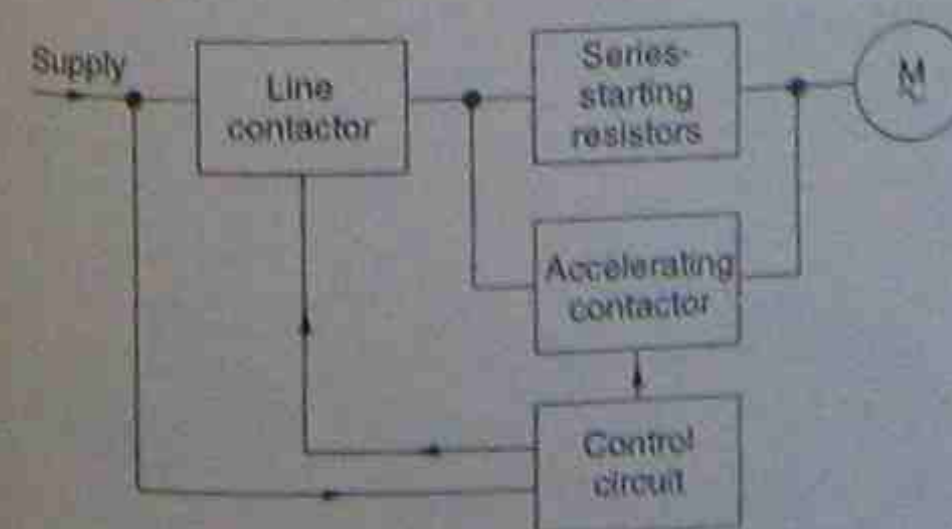 Supply
Line
contactor
Series-
starting
resistors
M
Accelerating
contactor
Control
circuit